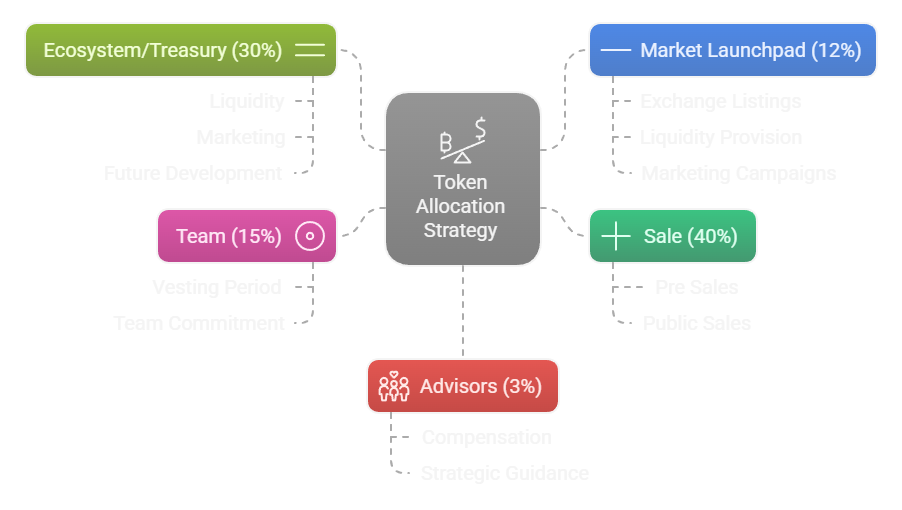 Ecosystem/Treasury (30%)
Liquidity
Marketing
Future Development
Team (15%)
Vesting Period
Team Commitment
Token
Allocation
Strategy
Market Launchpad (12%)
Exchange Listings
Liquidity Provision
Marketing Campaigns
Sale (40%)
Pre Sales
Public Sales
Advisors (3%)
Compensation
Strategic Guidance